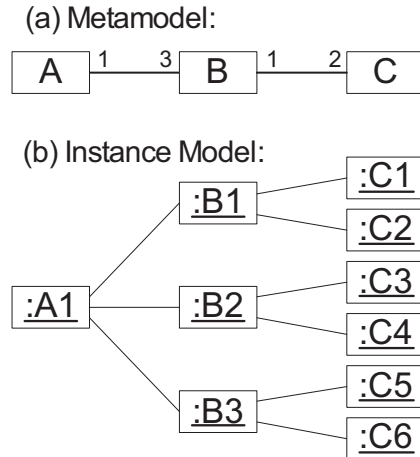 (a) Metamodel:
A 1 3 B 1 2 C
(b) Instance Model:
:C1
:B1
:C2
:C3
:A1 :B2
:C4
:C5
:B3
:C6